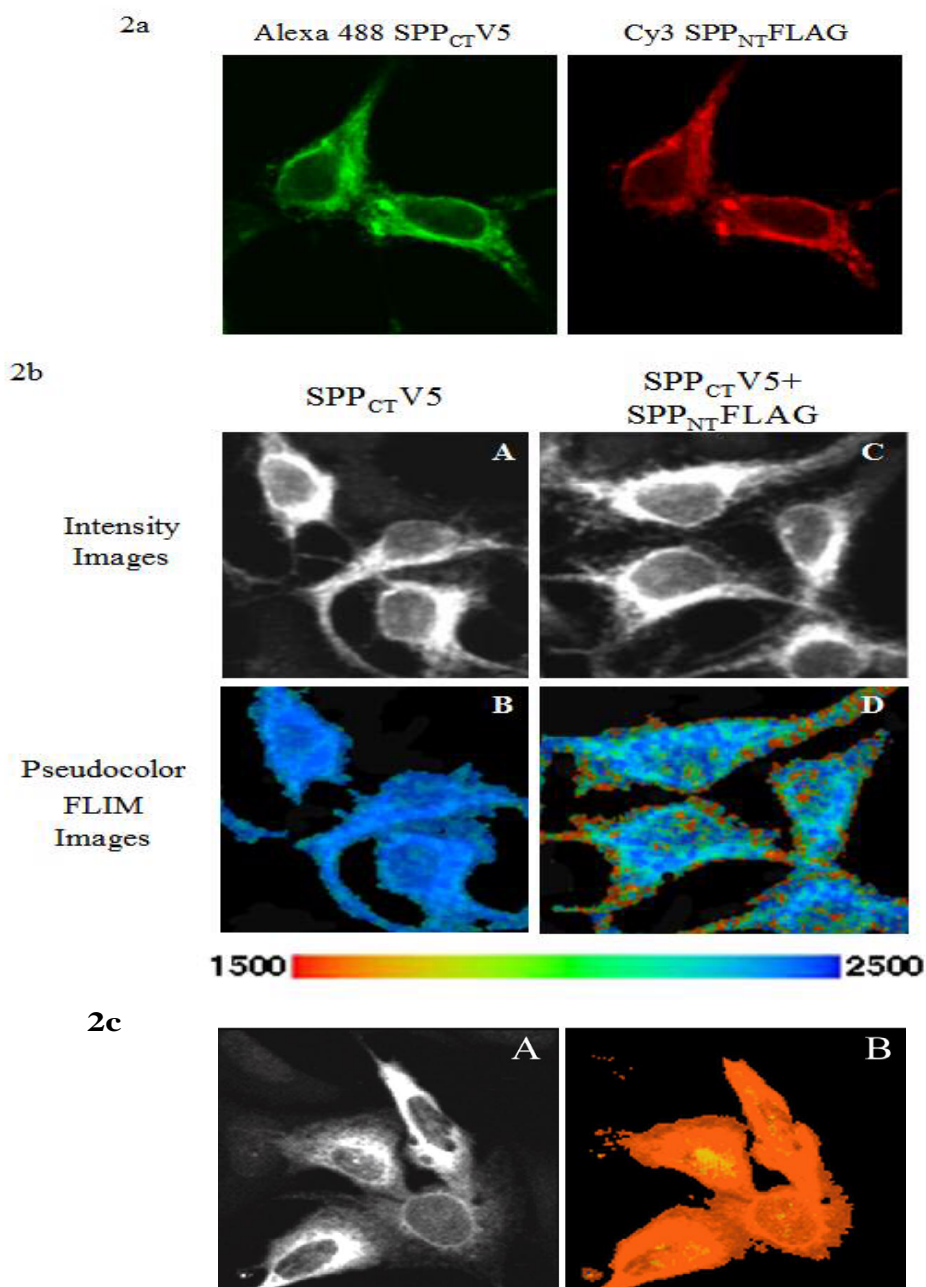 2a
Alexa 488 SPPCTV5
Cy3 SPPNTFLAG
2b
SPPCTV5
SPPCTV5+
SPPNTFLAG
Intensity
Images
A
C
Pseudocolor
FLIM
Images
B
D
1500
2500
2c
A
B